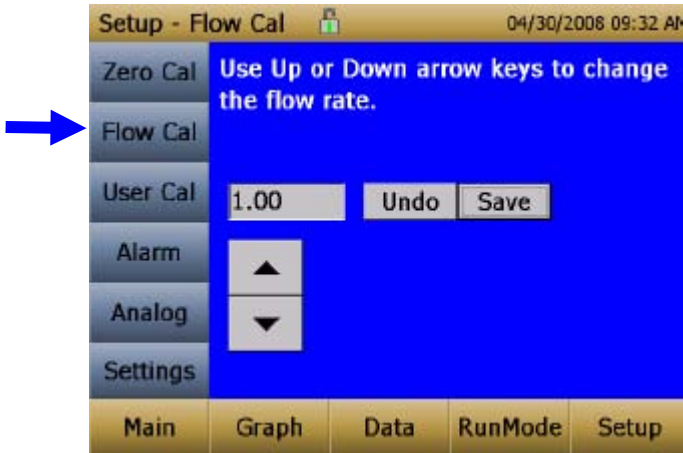 Setup - Flow Cal 04/30/2008 09:32 AM
Zero Cal
Flow Cal
User Cal
Alarm
Analog
Settings
Use Up or Down arrow keys to change
the flow rate.
1.00 Undo Save
Main Graph Data RunMode Setup